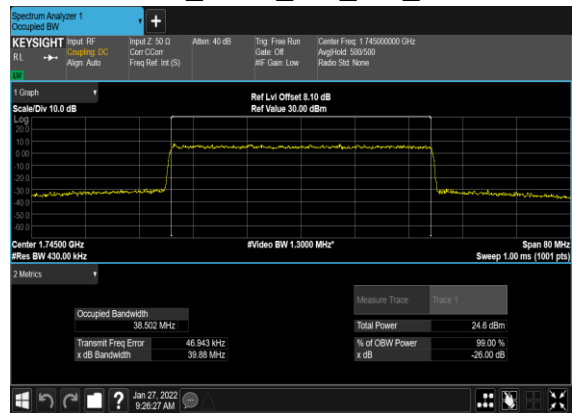 Spectrum Analyzer 1
Occupied BW
+
KEYSIGHT Input: RF Input Z: 50 Ω Atten: 40 dB Trig: Free Run Center Freq: 1.745000000 GHz
RL Coupling: DC Corr CCorr Gate: Off Avg|Hold: 500/500
Align: Auto Freq Ref: Int (S) #IF Gain: Low Radio Std: None
LV
1 Graph Ref Lvl Offset 8.10 dB
Scale/Div 10.0 dB Ref Value 30.00 dBm
Log
20.0
10.0
0.00
-10.0
-20.0
-30.0
-40.0
-50.0
-60.0
Center 1.74500 GHz #Video BW 1.3000 MHz* Span 80 MHz
#Res BW 430.00 kHz Sweep 1.00 ms (1001 pts)
2 Metrics
Measure Trace Trace 1
Occupied Bandwidth
38.502 MHz Total Power 24.6 dBm
Transmit Freq Error 46.943 kHz % of OBW Power 99.00 %
x dB Bandwidth 39.88 MHz x dB -26.00 dB
? Jan 27, 2022
9:26:27 AM